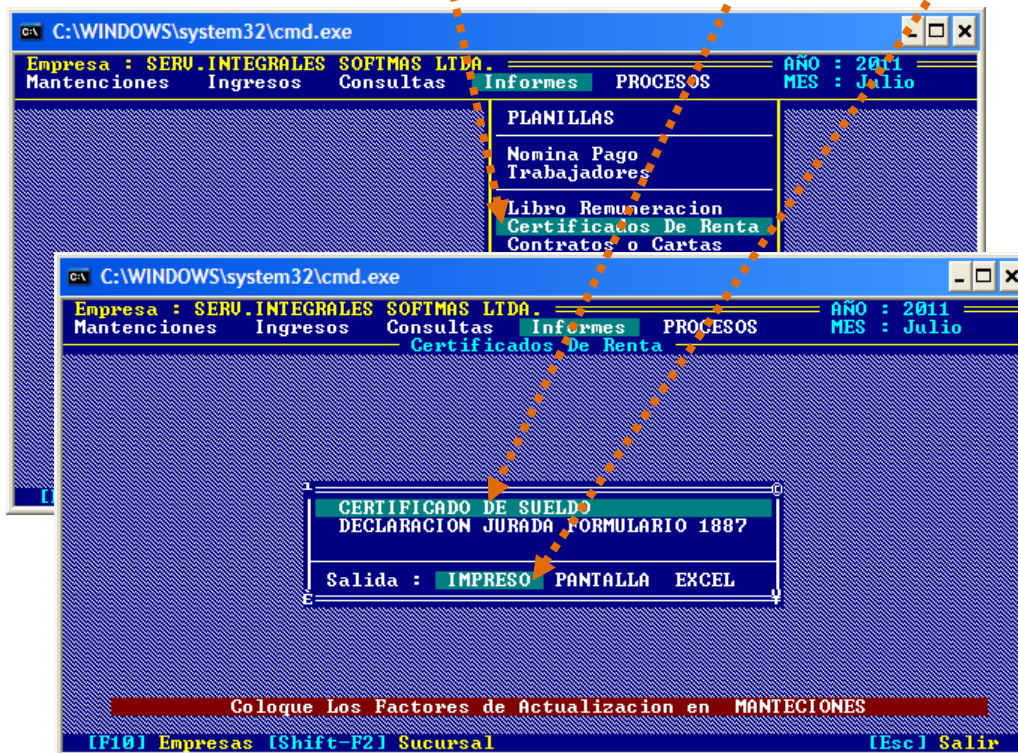 C:\WINDOWS\system32\cmd.exe
Empresa : SERV.INTEGRALES SOFTMAS LTDA. AÑO : 2011
Mantenciones Ingresos Consultas Informes PROCESOS MES : Julio
PLANILLAS
Nomina Pago
Trabajadores
Libro Remuneracion
Certificados De Renta
Contratos o Cartas
C:\WINDOWS\system32\cmd.exe
Empresa : SERV.INTEGRALES SOFTMAS LTDA. AÑO : 2011
Mantenciones Ingresos Consultas Informes PROCESOS MES : Julio
Certificados De Renta
CERTIFICADO DE SUELDO
DECLARACION JURADA FORMULARIO 1887
Salida : IMPRESO PANTALLA EXCEL
Coloque Los Factores de Actualizacion en MANTECIONES
[F10] Empresas [Shift-F2] Sucursal [Esc] Salir